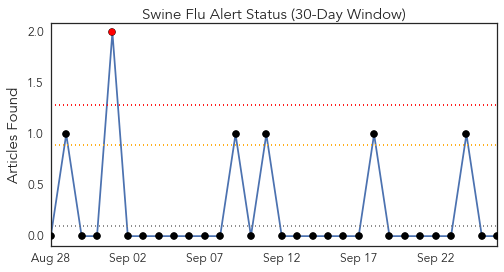 Swine Flu Alert Status (30-Day Window)
Articles Found
2.0
1.5
1.0
0.5
0.0
Aug 28 Sep 02 Sep 07 Sep 12 Sep 17 Sep 22